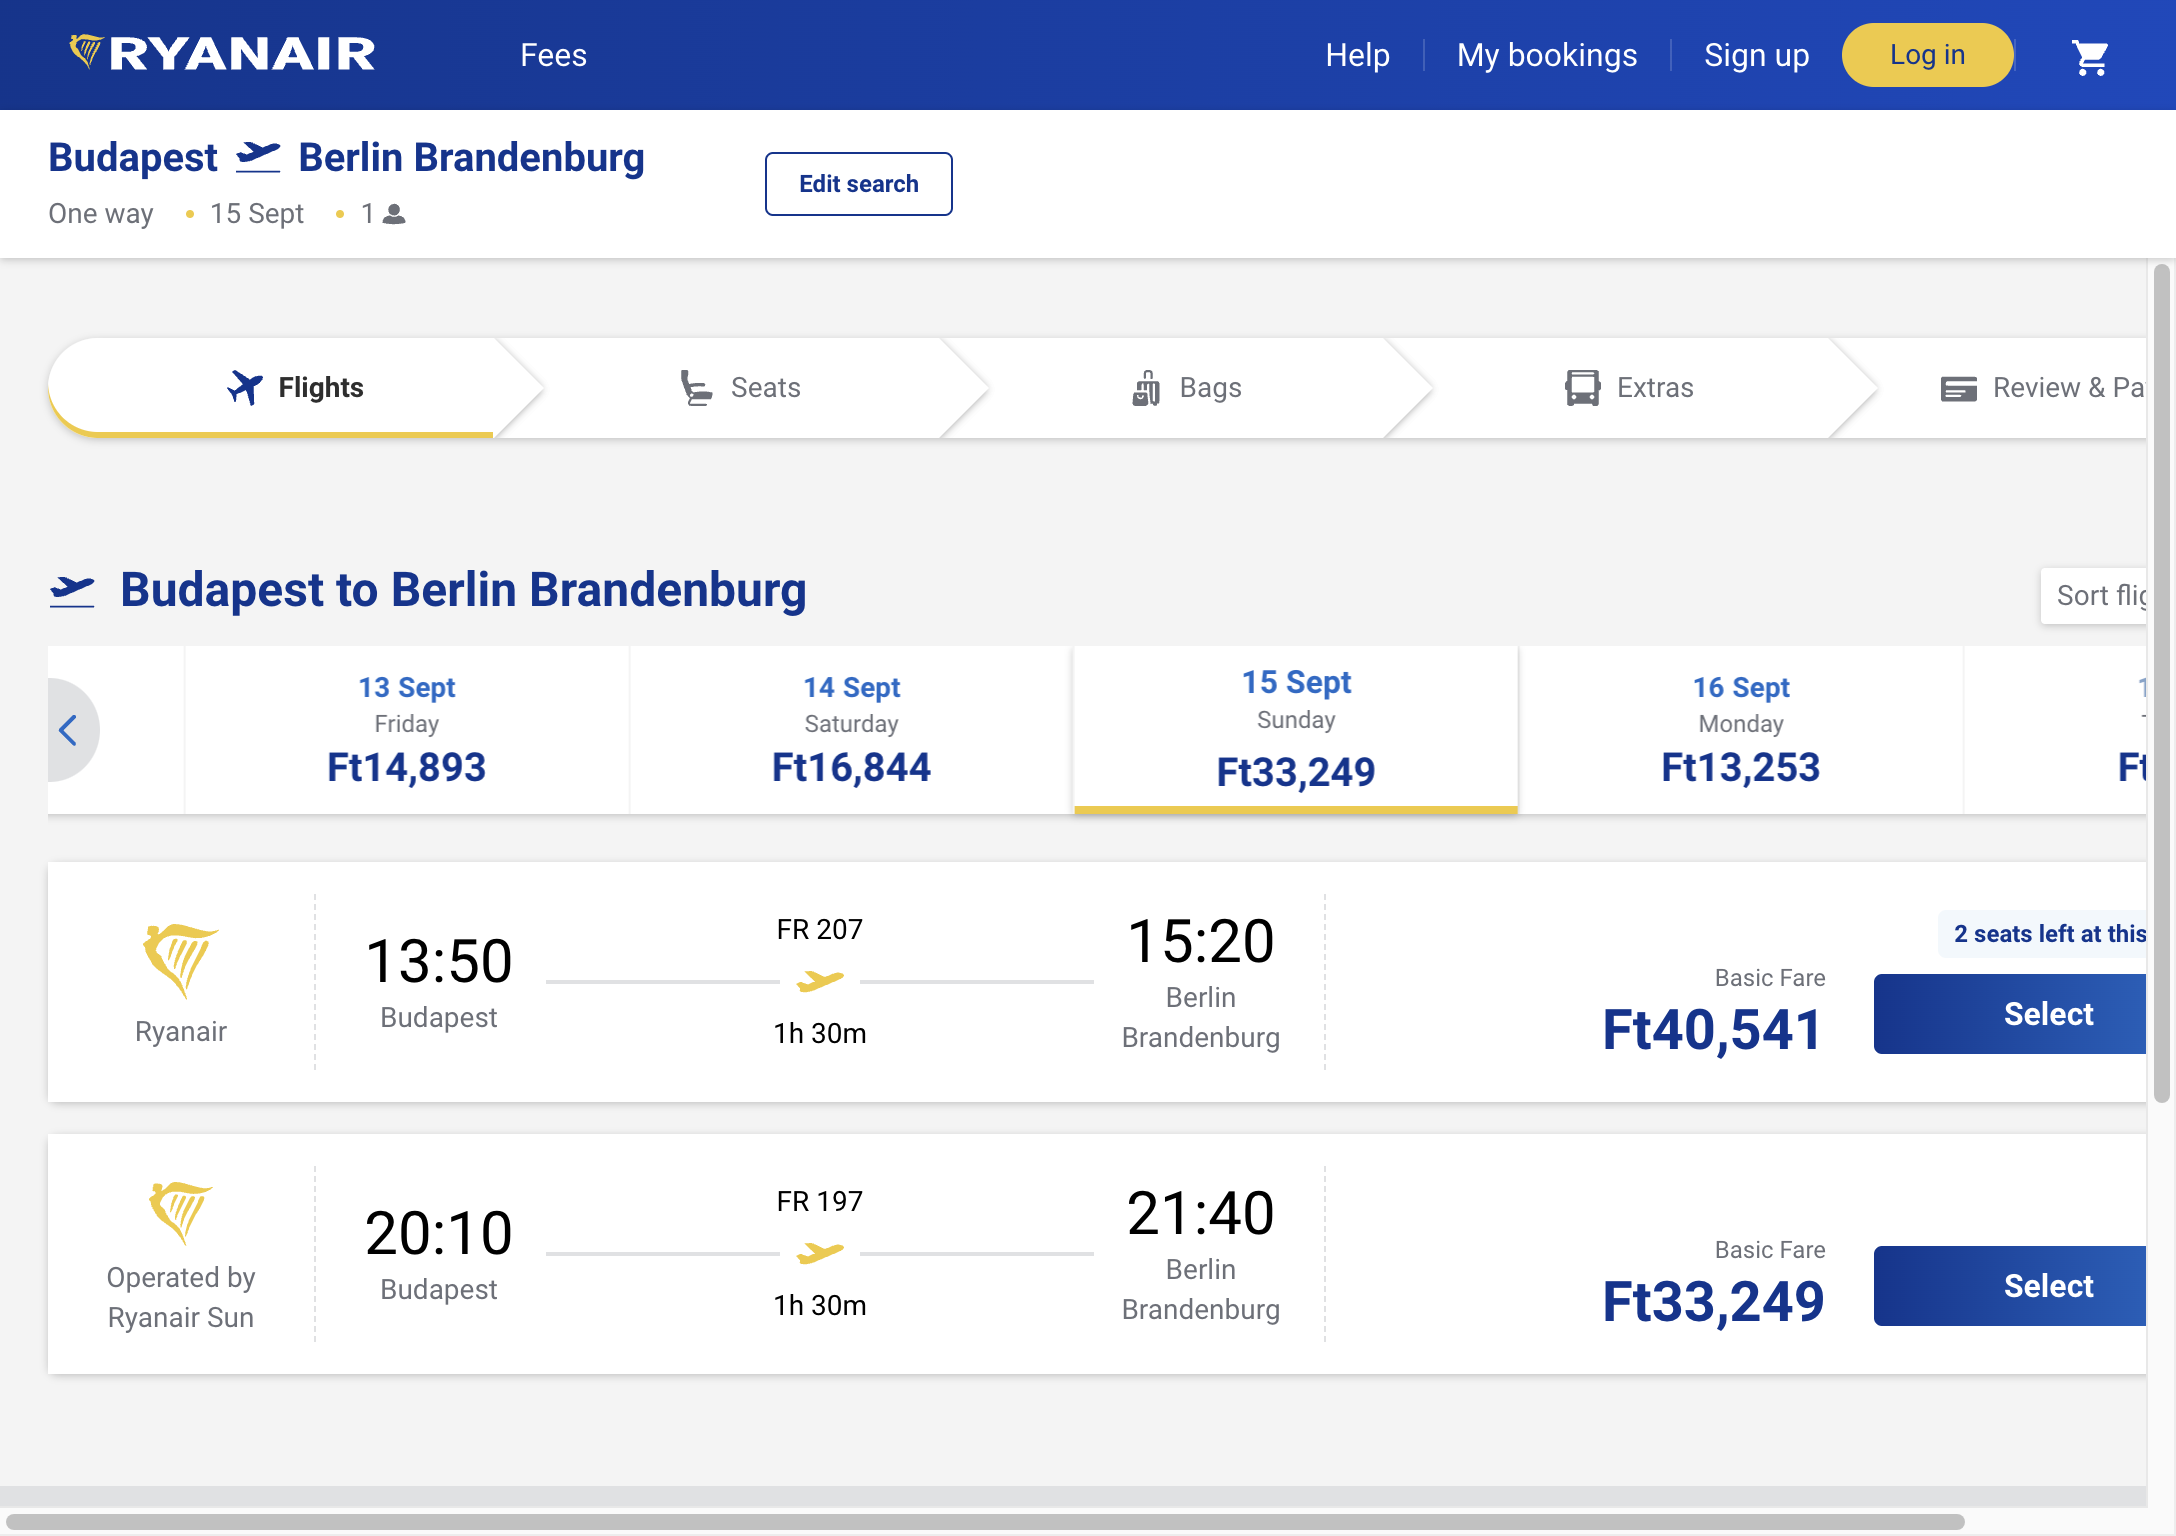 RYANAIR
Fees
Help
My bookings
Sign up
Log in
Budapest Berlin Brandenburg
One way • 15 Sept • 1
Edit search
Flights
Seats
Bags
Extras
Review & Pa
Budapest to Berlin Brandenburg
Sort flig
13 Sept
Friday
Ft14,893
14 Sept
Saturday
Ft16,844
15 Sept
Sunday
Ft33,249
16 Sept
Monday
Ft13,253
Ft
Ryanair
13:50
Budapest
FR 207
1h 30m
15:20
Berlin
Brandenburg
2 seats left at this
Basic Fare
Ft40,541
Select
Operated by
Ryanair Sun
20:10
Budapest
FR 197
1h 30m
21:40
Berlin
Brandenburg
Basic Fare
Ft33,249
Select